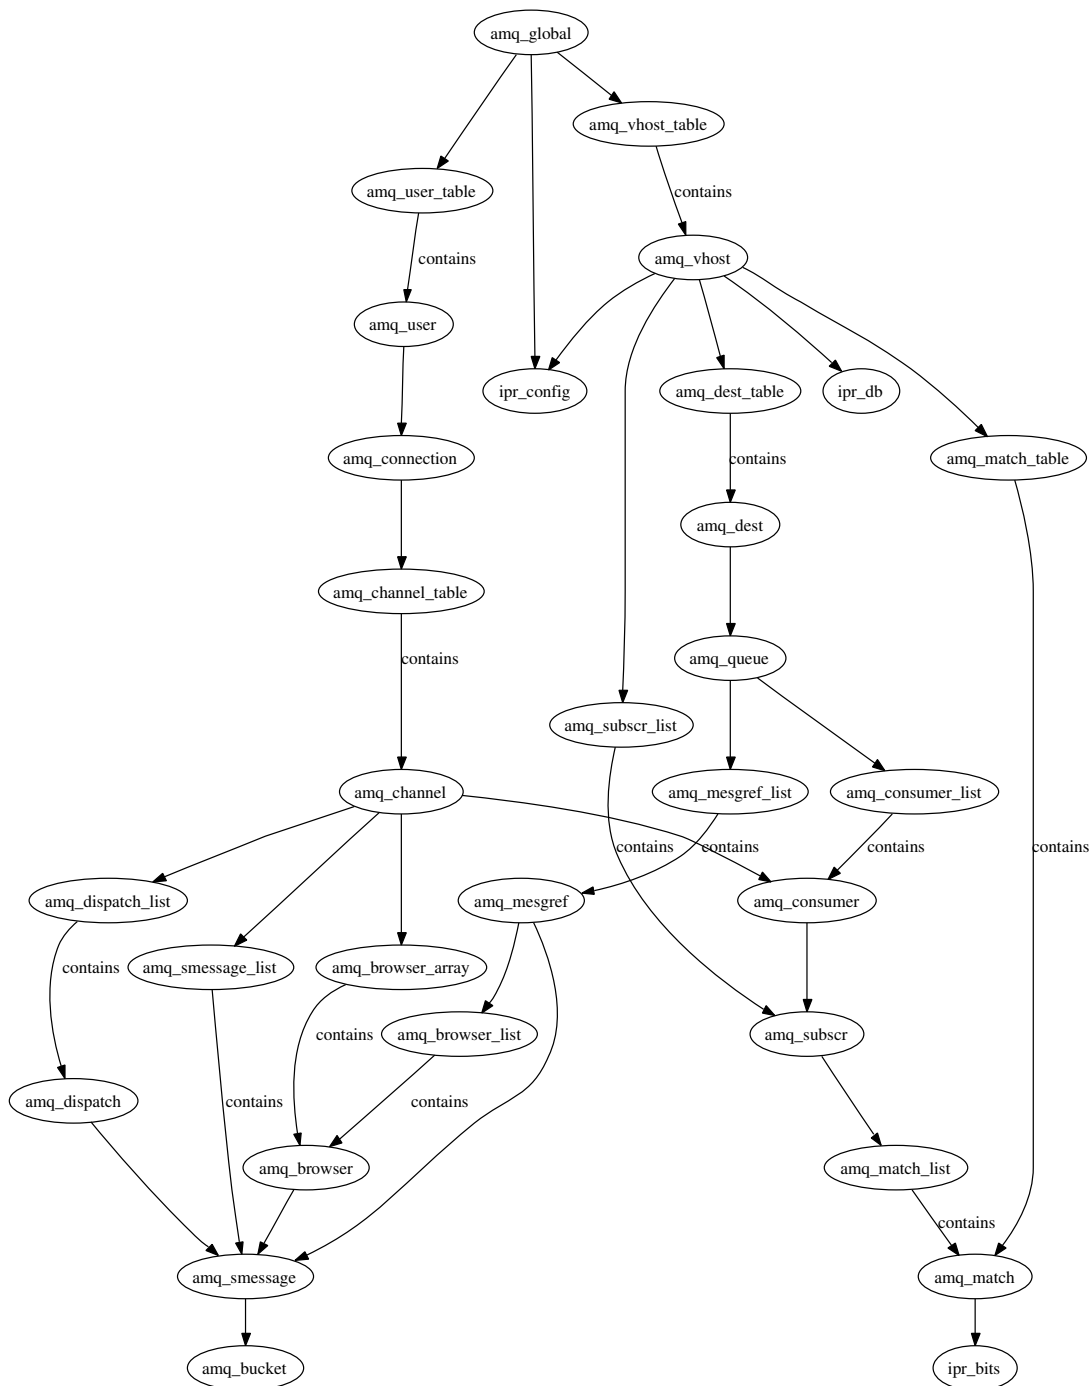 amq_global
amq_vhost_table
amq_user_table
contains
amq_vhost
contains
amq_user
ipr_config
amq_dest_table
ipr_db
amq_connection
contains
amq_match_table
amq_dest
amq_channel_table
contains
amq_queue
amq_subscr_list
amq_channel
amq_mesgref_list
amq_consumer_list
contains
contains
contains
contains
amq_dispatch_list
amq_mesgref
amq_consumer
contains
amq_smessage_list
amq_browser_array
contains
amq_browser_list
amq_subscr
amq_dispatch
contains
contains
amq_browser
amq_match_list
contains
amq_smessage
amq_match
amq_bucket
ipr_bits